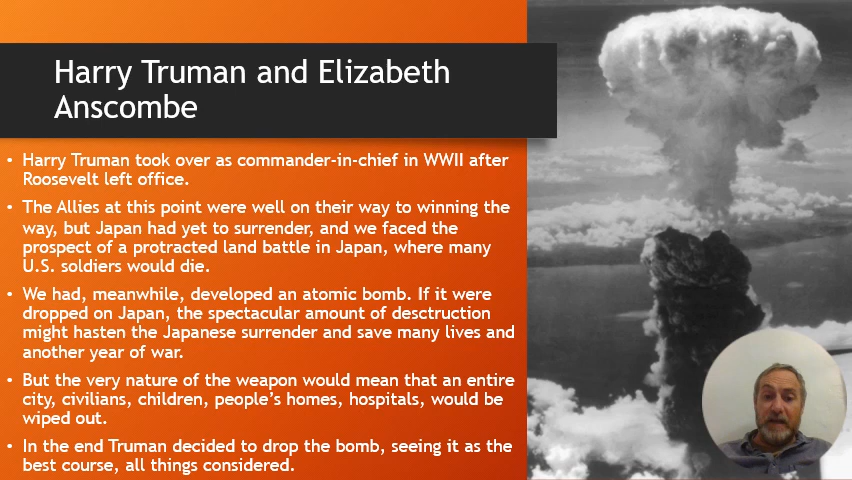 Harry Truman and Elizabeth
Anscombe
• Harry Truman took over as commander-in-chief in WWII after
Roosevelt left office.
• The Allies at this point were well on their way to winning the
way, but Japan had yet to surrender, and we faced the
prospect of a protracted land battle in Japan, where many
U.S. soldiers would die.
• We had, meanwhile, developed an atomic bomb. If it were
dropped on Japan, the spectacular amount of desctruction
might hasten the Japanese surrender and save many lives and
another year of war.
• But the very nature of the weapon would mean that an entire
city, civilians, children, people's homes, hospitals, would be
wiped out.
• In the end Truman decided to drop the bomb, seeing it as the
best course, all things considered.